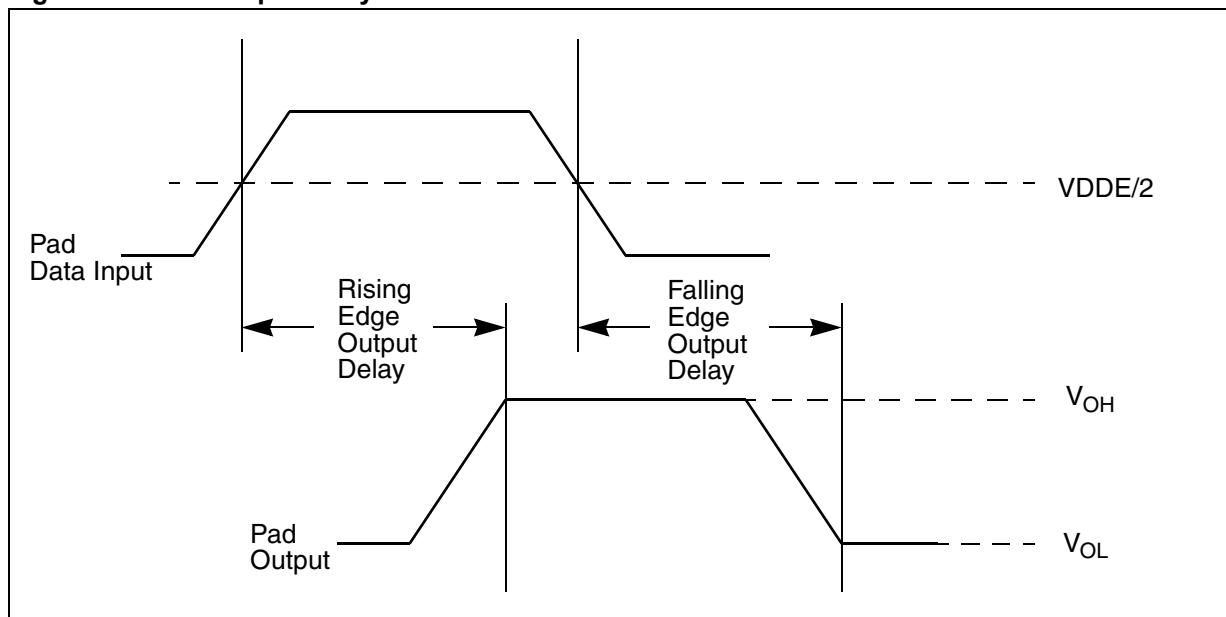 VDDE/2
Pad
Data Input
Rising
Edge
Output
Delay
Falling
Edge
Output
Delay
VOH
Pad
Output
VOL